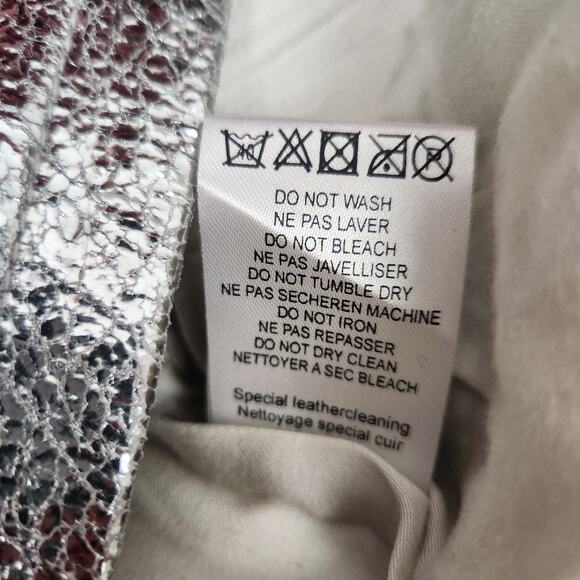 40 P
DO NOT WASH
NE PAS LAVER
DO NOT BLEACH
NE PAS JAVELLISER
DO NOT TUMBLE DRY
NE PAS SECHEREN MACHINE
DO NOT IRON
NE PAS REPASSER
DO NOT DRY CLEAN
NETTOYER A SEC BLEACH
Special leathercleaning
Nettoyage special cuir